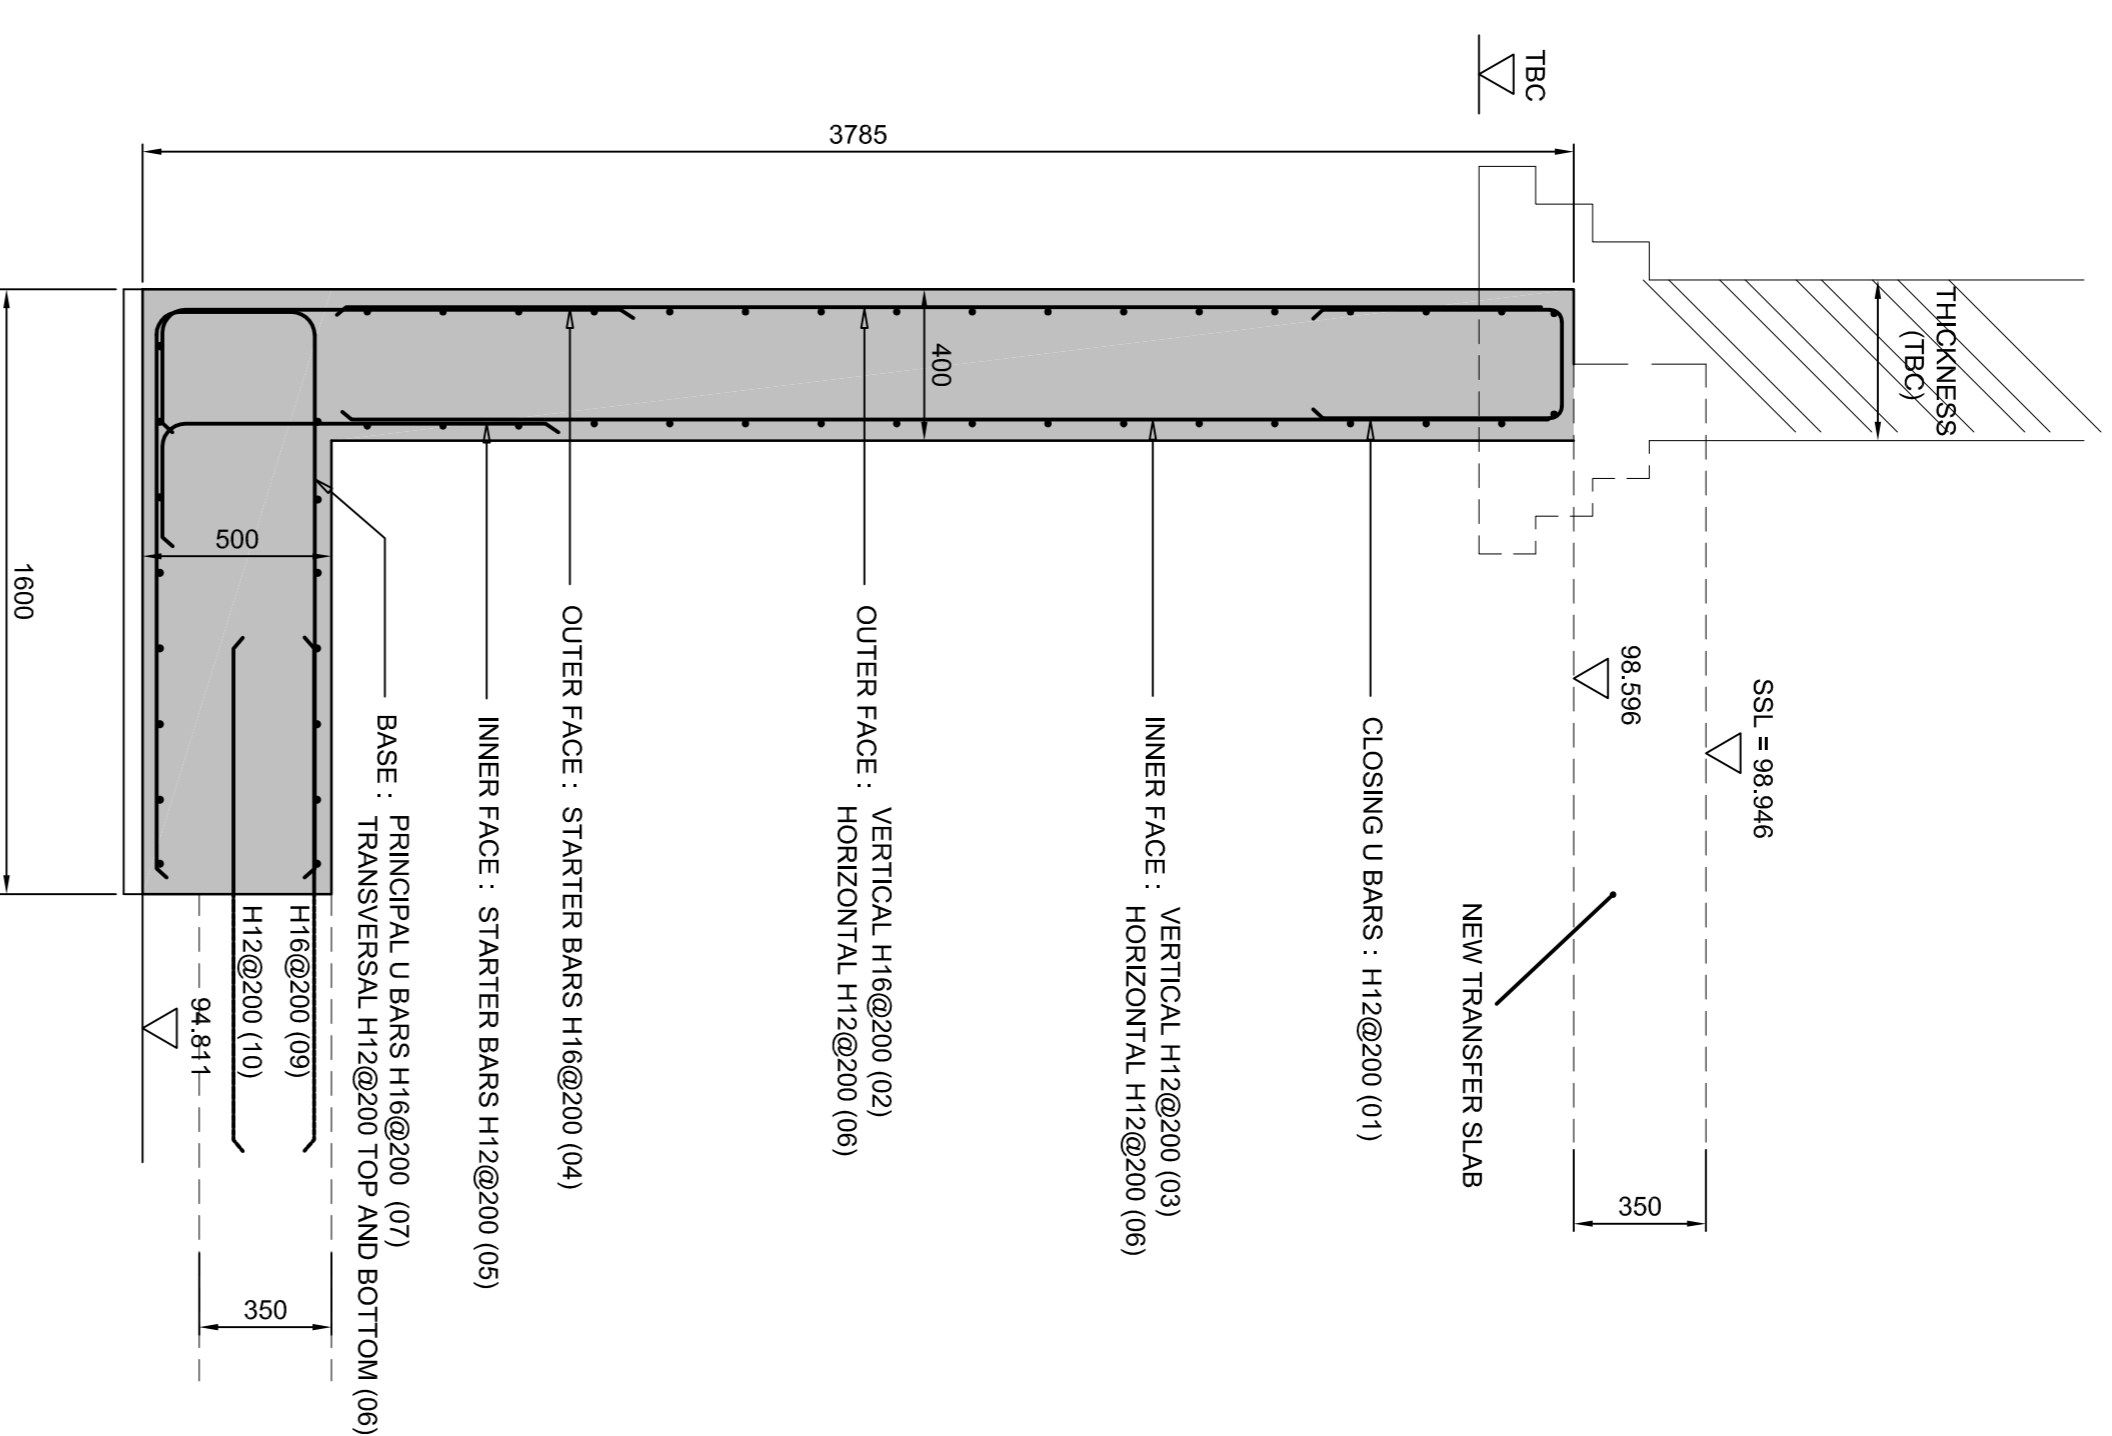 TBC
3785
THICKNESS
(TBC)
400
98.596
SSL = 98.946
500
1600
OUTER FACE : STARTER BARS H16@200 (04)
OUTER FACE : VERTICAL H16@200 (02)
HORIZONTAL H12@200 (06)
INNER FACE : VERTICAL H12@200 (03)
HORIZONTAL H12@200 (06)
CLOSING U BARS : H12@200 (01)
NEW TRANSFER SLAB
INNER FACE : STARTER BARS H12@200 (05)
BASE : PRINCIPAL U BARS H16@200 (07)
TRANSVERSAL H12@200 TOP AND BOTTOM (06)
H16@200 (09)
H12@200 (10)
94.811
350
350